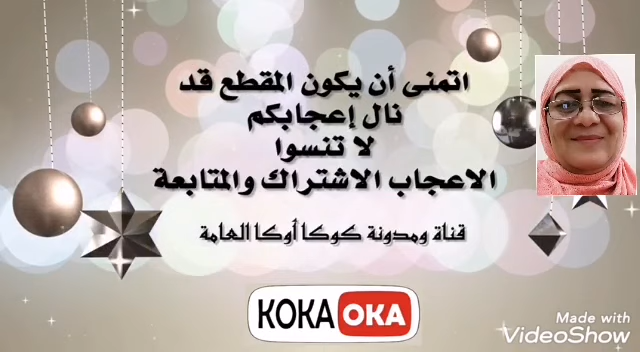 اتمنى أن يكون المقطع قد
نال إعجابكم
لا تنسوا
الاعجاب الاشتراك والمتابعة
قناة ومدونة كوكا أوكا العامة
KOKA OKA
Made with
VideoShow